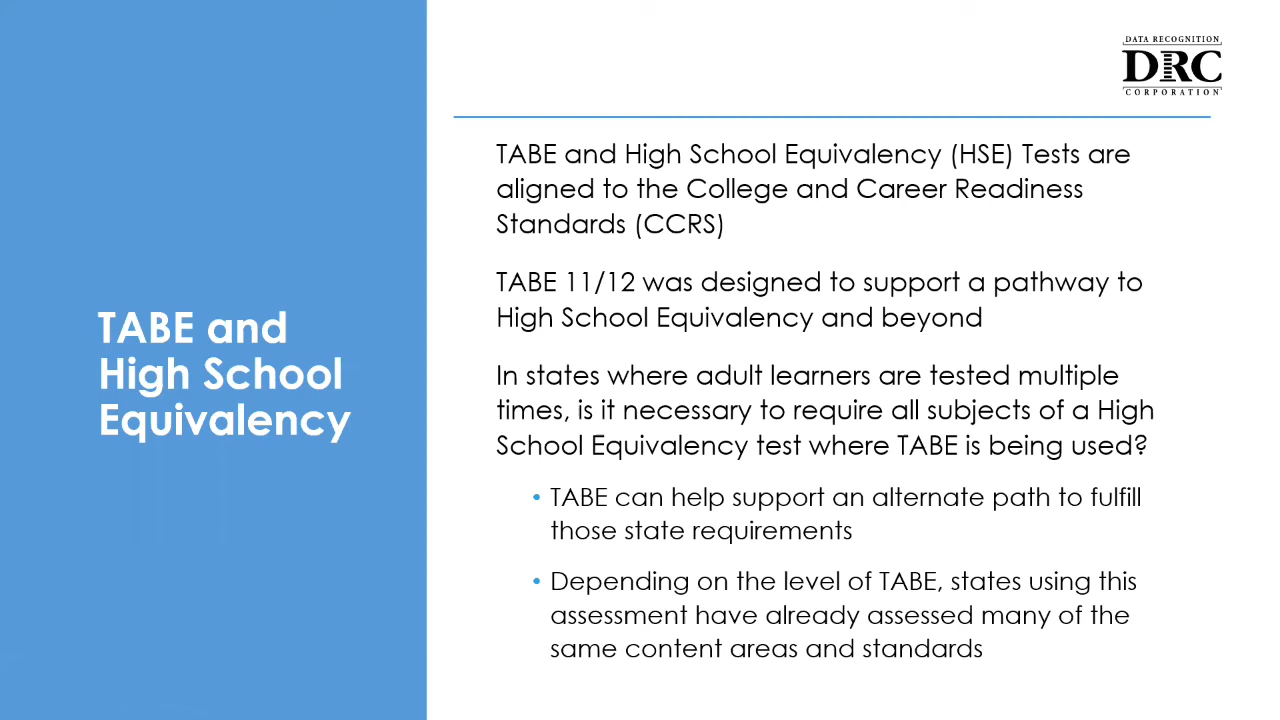 DATA RECOGNITION
DRC
CORPORATION
TABE and
High School
Equivalency
TABE and High School Equivalency (HSE) Tests are
aligned to the College and Career Readiness
Standards (CCRS)
TABE 11/12 was designed to support a pathway to
High School Equivalency and beyond
In states where adult learners are tested multiple
times, is it necessary to require all subjects of a High
School Equivalency test where TABE is being used?
• TABE can help support an alternate path to fulfill
those state requirements
• Depending on the level of TABE, states using this
assessment have already assessed many of the
same content areas and standards